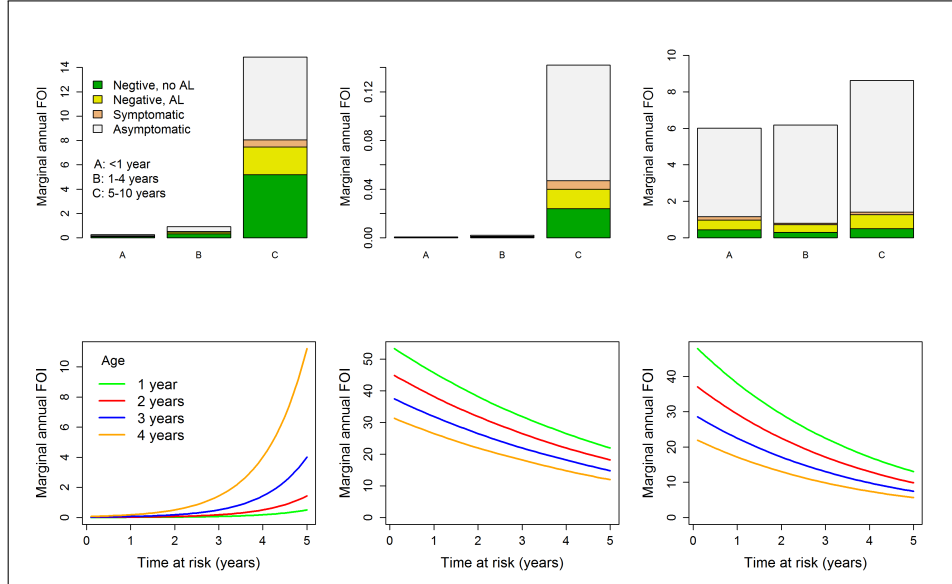 Marginal annual FOI
0 2 4 6 8 10 12 14
Negtive, no AL
Negative, AL
Symptomatic
Asymptomatic
A: <1 year
B: 1-4 years
C: 5-10 years
A B C
Marginal annual FOI
0.00 0.04 0.08 0.12
A B C
Marginal annual FOI
0 2 4 6 8 10
A B C
Marginal annual FOI
0 2 4 6 8 10
Age
1 year
2 years
3 years
4 years
0 1 2 3 4 5
Time at risk (years)
Marginal annual FOI
0 10 20 30 40 50
0 1 2 3 4 5
Time at risk (years)
Marginal annual FOI
0 10 20 30 40
0 1 2 3 4 5
Time at risk (years)